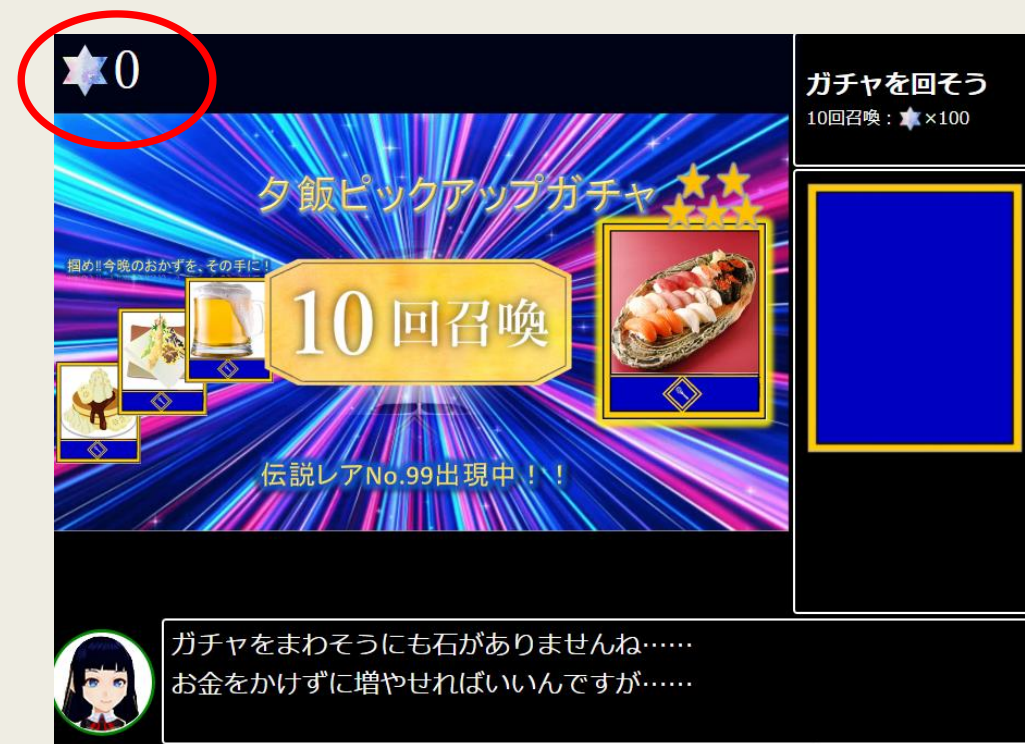 0
ガチャを回そう
10回召喚：×100
夕飯ピックアップガチャ
掴め!!今晩のおかずを、その手に！
10回召喚
伝説レアNo.99出現中！！
ガチャをまわそうにも石がありませんね……
お金をかけずに増やせればいいんですが……